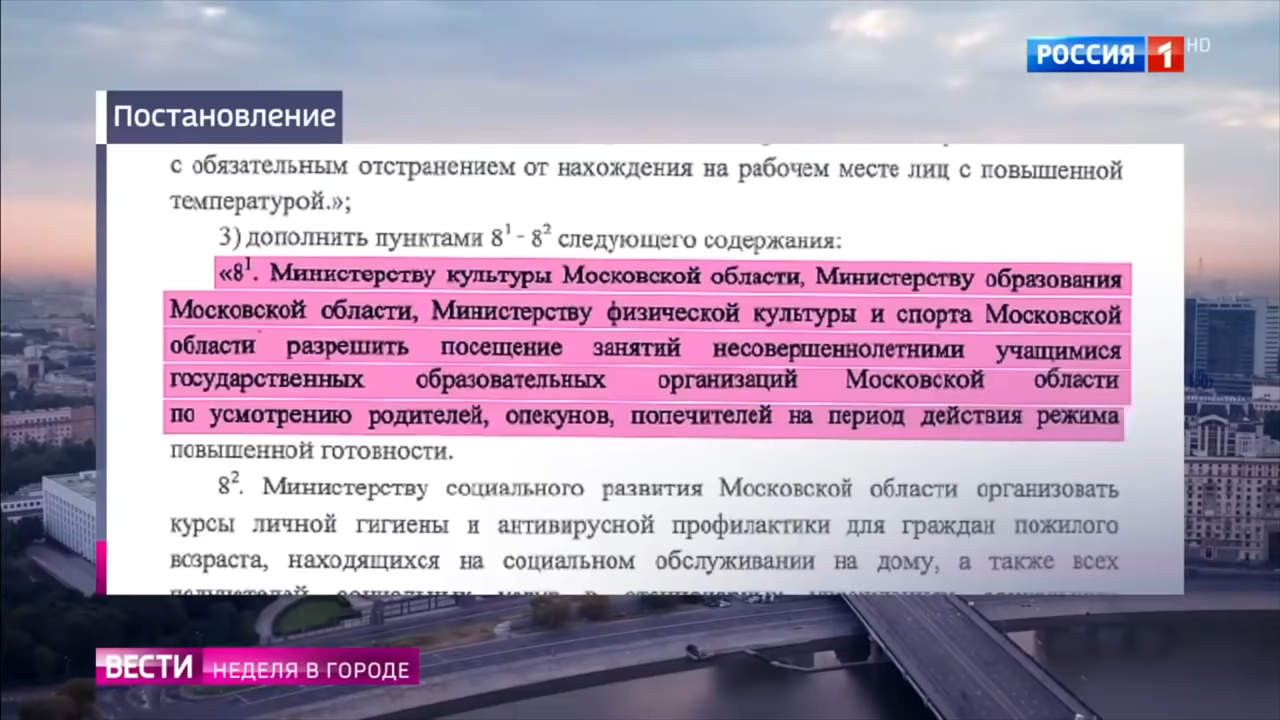 РОССИЯ 1 HD
Постановление
с обязательным отстранением от нахождения на рабочем месте лиц с повышенной
температурой.»;
3) дополнить пунктами 8¹ - 8² следующего содержания:
«8¹. Министерству культуры Московской области, Министерству образования
Московской области, Министерству физической культуры и спорта Московской
области разрешить посещение занятий несовершеннолетними учащимися
государственных образовательных организаций Московской области
по усмотрению родителей, опекунов, попечителей на период действия режима
повышенной готовности.
8². Министерству социального развития Московской области организовать
курсы личной гигиены и антивирусной профилактики для граждан пожилого
возраста, находящихся на социальном обслуживании на дому, а также всех
ВЕСТИ НЕДЕЛЯ В ГОРОДЕ